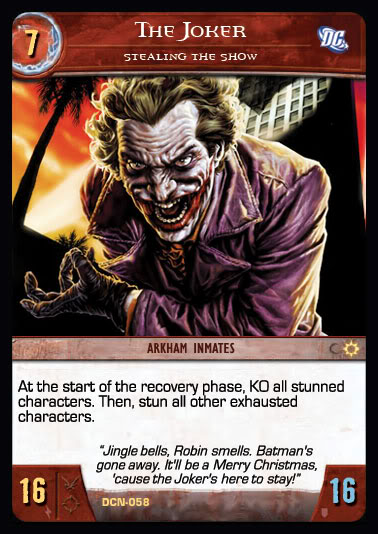 7
The Joker
STEALING THE SHOW
DC
ARKHAM INMATES
At the start of the recovery phase, KO all stunned
characters. Then, stun all other exhausted
characters.
"Jingle bells, Robin smells. Batman's
gone away. It'll be a Merry Christmas,
'cause the Joker's here to stay!"
16
DCN-058
16